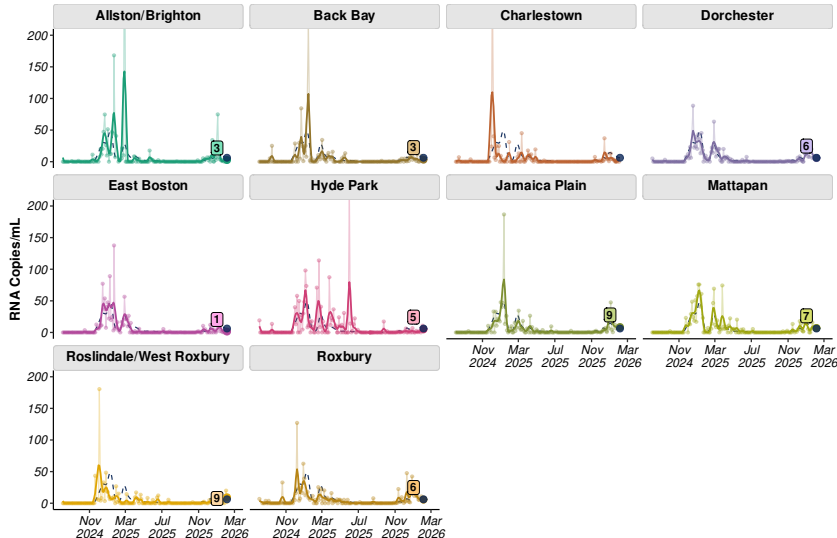 Allston/Brighton Back Bay Charlestown Dorchester
200
150
100
50
0
3 3 6
East Boston Hyde Park Jamaica Plain Mattapan
200
150
100
50
0
1 5 9 7
RNA Copies/mL
Nov 2024 Mar 2025 Jul 2025 Nov 2025 Mar 2026 Nov 2024 Mar 2025 Jul 2025 Nov 2025 Mar 2026
Roslindale/West Roxbury Roxbury
200
150
100
50
0
9 6
Nov 2024 Mar 2025 Jul 2025 Nov 2025 Mar 2026 Nov 2024 Mar 2025 Jul 2025 Nov 2025 Mar 2026